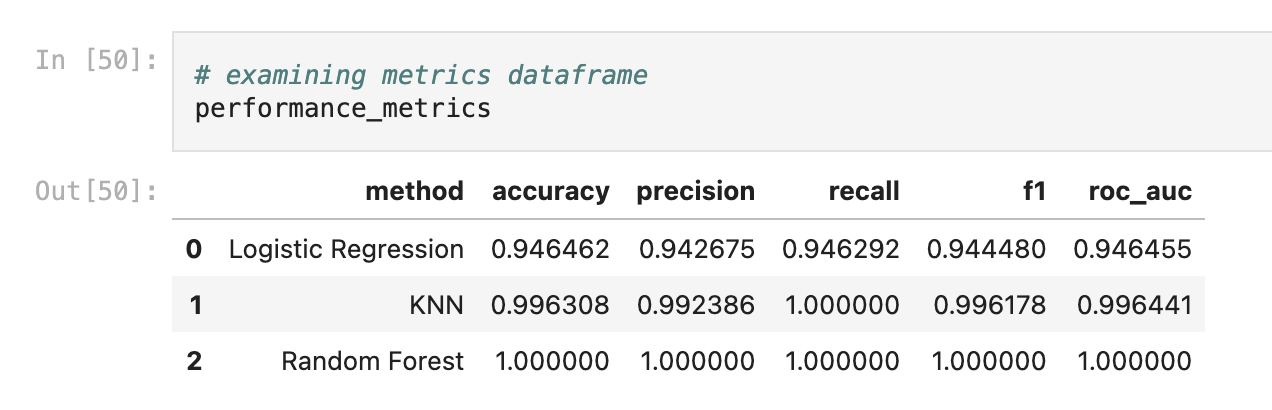 In [50]:
# examining metrics dataframe
performance_metrics
Out[50]:
method accuracy precision recall f1 roc_auc
0 Logistic Regression 0.946462 0.942675 0.946292 0.944480 0.946455
1 KNN 0.996308 0.992386 1.000000 0.996178 0.996441
2 Random Forest 1.000000 1.000000 1.000000 1.000000 1.000000